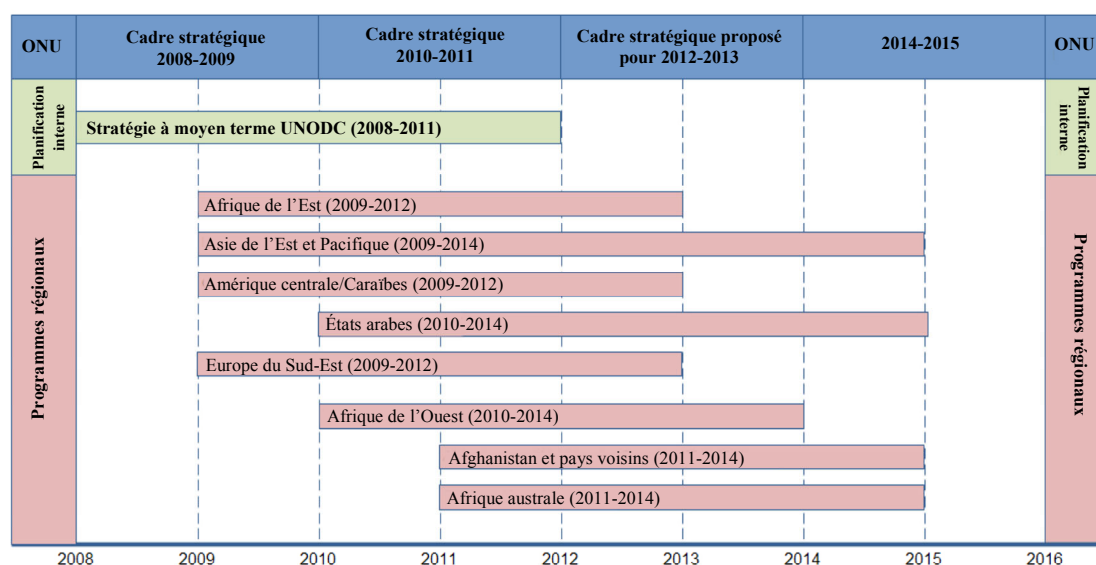 ONU
Cadre stratégique
2008-2009
Cadre stratégique
2010-2011
Cadre stratégique proposé
pour 2012-2013
2014-2015
ONU
Planification
interne
Stratégie à moyen terme UNODC (2008-2011)
Planification
interne
Programmes régionaux
Afrique de l’Est (2009-2012)
Asie de l’Est et Pacifique (2009-2014)
Amérique centrale/Caraïbes (2009-2012)
États arabes (2010-2014)
Europe du Sud-Est (2009-2012)
Afrique de l’Ouest (2010-2014)
Afghanistan et pays voisins (2011-2014)
Afrique australe (2011-2014)
Programmes régionaux
2008 2009 2010 2011 2012 2013 2014 2015 2016